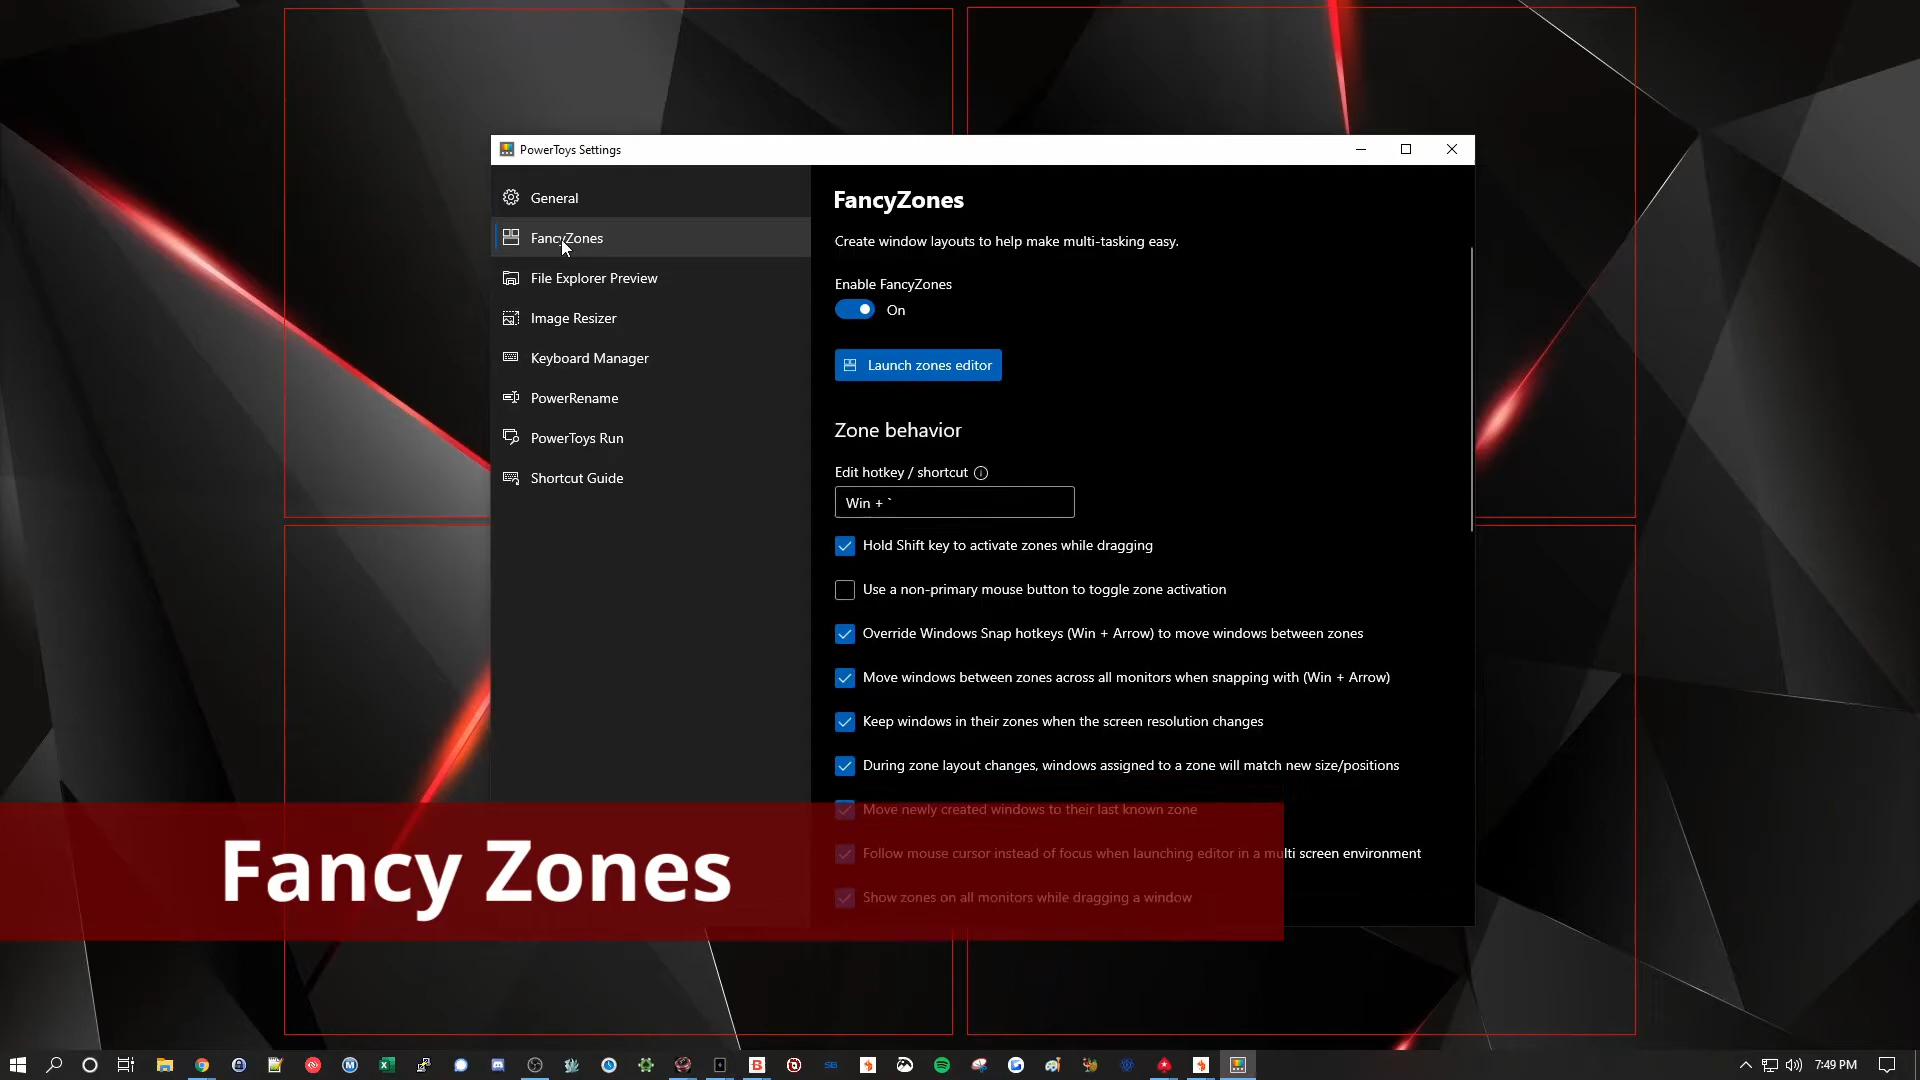 PowerToys Settings
General
FancyZones
File Explorer Preview
Image Resizer
Keyboard Manager
PowerRename
PowerToys Run
Shortcut Guide
FancyZones
Create window layouts to help make multi-tasking easy.
Enable FancyZones
On
Launch zones editor
Zone behavior
Edit hotkey / shortcut
Win + `
Hold Shift key to activate zones while dragging
Use a non-primary mouse button to toggle zone activation
Override Windows Snap hotkeys (Win + Arrow) to move windows between zones
Move windows between zones across all monitors when snapping with (Win + Arrow)
Keep windows in their zones when the screen resolution changes
During zone layout changes, windows assigned to a zone will match new size/positions
Move newly created windows to their last known zone
Follow mouse cursor instead of focus when launching editor in a multi screen environment
Show zones on all monitors while dragging a window
Fancy Zones
7:49 PM